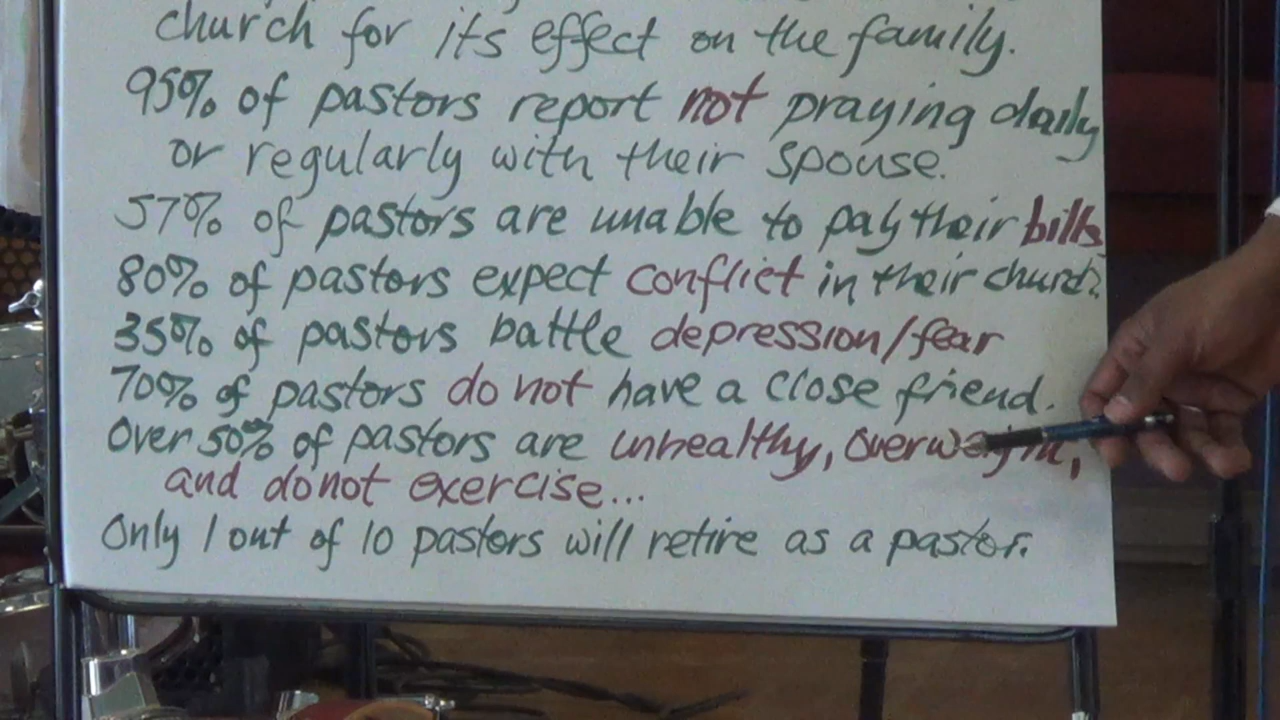 church for its effect on the family.
95% of pastors report not praying daily
or regularly with their spouse.
57% of pastors are unable to pay their bills
80% of pastors expect conflict in their church.
35% of pastors battle depression/fear
70% of pastors do not have a close friend.
Over 50% of pastors are unhealthy,
and do not exercise...
Only 1 out of 10 pastors will retire as a pastor.